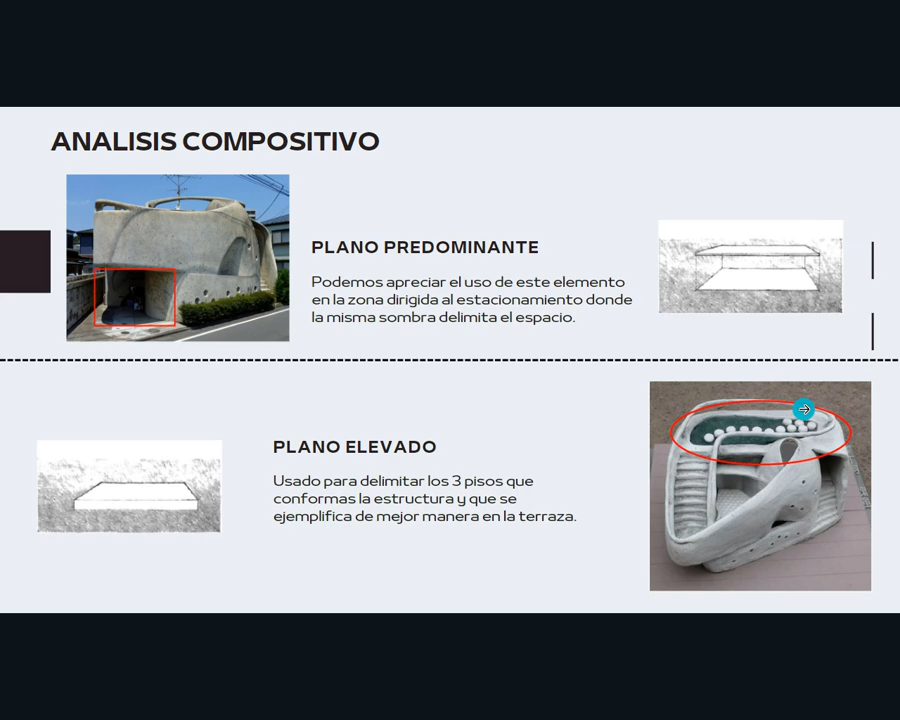 ANALISIS COMPOSITIVO
PLANO PREDOMINANTE
Podemos apreciar el uso de este elemento
en la zona dirigida al estacionamiento donde
la misma sombra delimita el espacio.
PLANO ELEVADO
Usado para delimitar los 3 pisos que
conformas la estructura y que se
ejemplifica de mejor manera en la terraza.